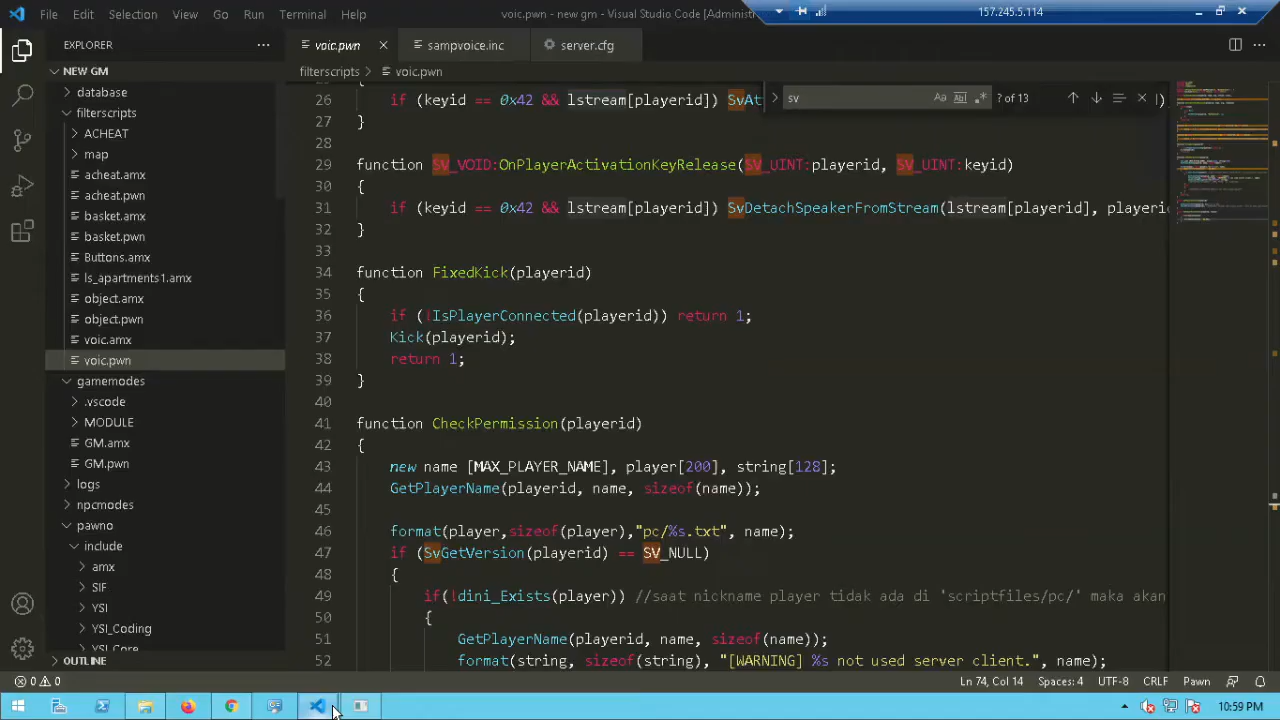 File Edit Selection View Go Run Terminal Help
voic.pwn - new gm - Visual Studio Code [Administ
157.245.5.114
EXPLORER
voic.pwn
sampvoice.inc
server.cfg
NEW GM
filterscripts > voic.pwn
sv
? of 13
database
filterscripts
ACHEAT
map
acheat.amx
acheat.pwn
basket.amx
basket.pwn
Buttons.amx
ls_apartments1.amx
object.amx
object.pwn
voic.amx
voic.pwn
gamemodes
.vscode
MODULE
GM.amx
GM.pwn
logs
npcmodes
pawno
include
amx
SIF
YSI
YSI_Coding
YSI_Core
OUTLINE
26 if (keyid == 0x42 && lstream[playerid]) SvAt
27 }
28
29 function SV_VOID: PlayerActivationKeyRelease( UINT:playerid, SV_UINT:keyid)
30 {
31 if (keyid == 0x42 && lstream[playerid]) SvDetachSpeakerFromStream(lstream[playerid], playeri
32 }
33
34 function FixedKick(playerid)
35 {
36 if (!IsPlayerConnected(playerid)) return 1;
37 Kick(playerid);
38 return 1;
39 }
40
41 function CheckPermission(playerid)
42 {
43 new name [MAX_PLAYER_NAME], player[200], string[128];
44 GetPlayerName(playerid, name, sizeof(name));
46 format(player,sizeof(player),"pc/%s.txt", name);
47 if (SvGetVersion(playerid) == SV_NULL)
48 {
49 if(!dini_Exists(player)) //saat nickname player tidak ada di 'scriptfiles/pc/' maka akan
50 {
51 GetPlayerName(playerid, name, sizeof(name));
52 format(string, sizeof(string), "[WARNING] %s not used server client.", name);
0 0
Ln 74, Col 14
Spaces: 4
UTF-8
CRLF
Pawn
10:59 PM